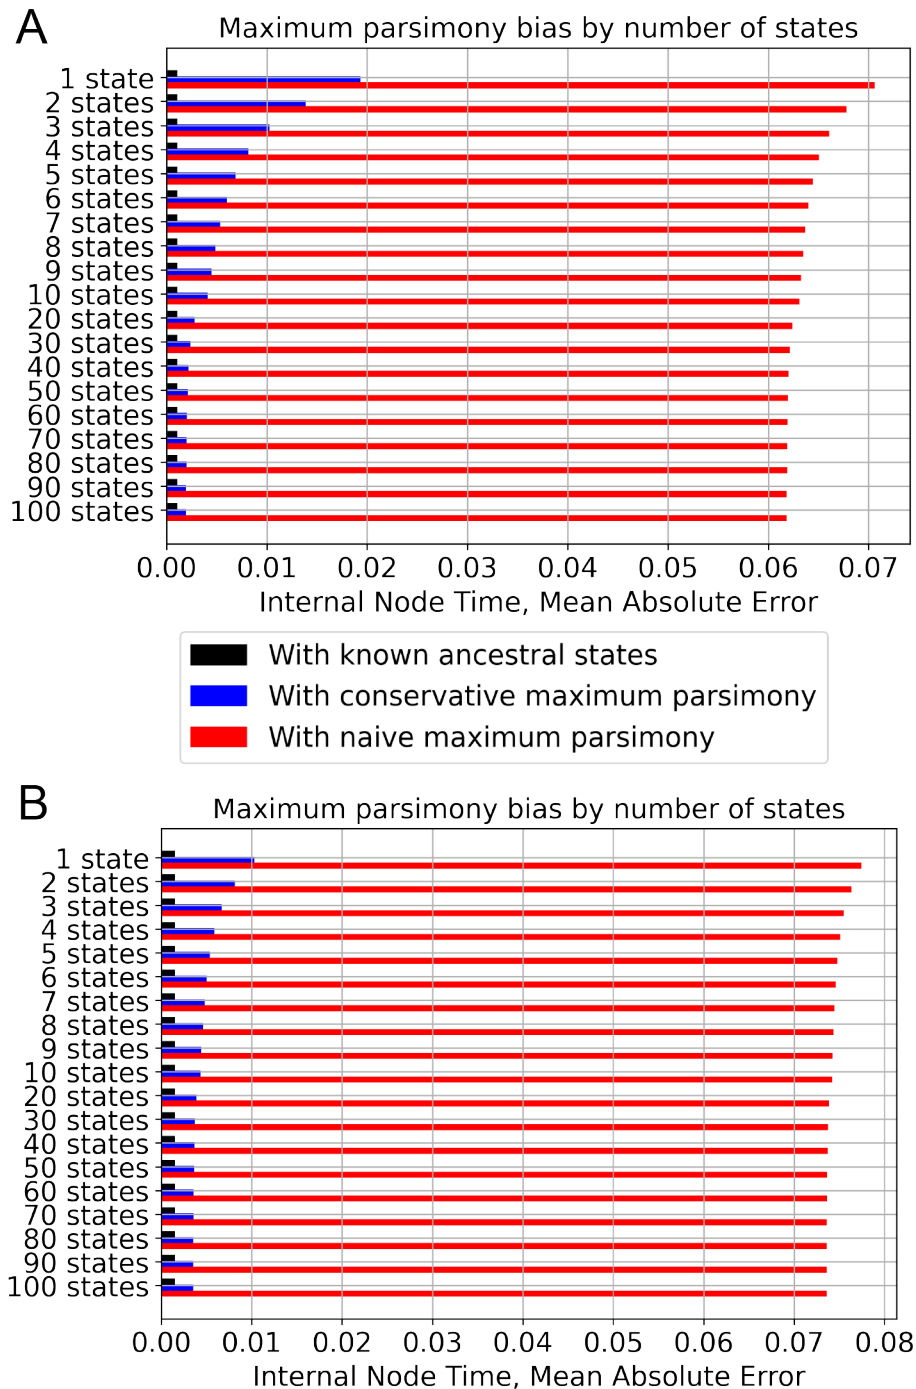 A
Maximum parsimony bias by number of states
1 state
2 states
3 states
4 states
5 states
6 states
7 states
8 states
9 states
10 states
20 states
30 states
40 states
50 states
60 states
70 states
80 states
90 states
100 states
0.00 0.01 0.02 0.03 0.04 0.05 0.06 0.07
Internal Node Time, Mean Absolute Error
With known ancestral states
With conservative maximum parsimony
With naive maximum parsimony
B
Maximum parsimony bias by number of states
1 state
2 states
3 states
4 states
5 states
6 states
7 states
8 states
9 states
10 states
20 states
30 states
40 states
50 states
60 states
70 states
80 states
90 states
100 states
0.00 0.01 0.02 0.03 0.04 0.05 0.06 0.07 0.08
Internal Node Time, Mean Absolute Error